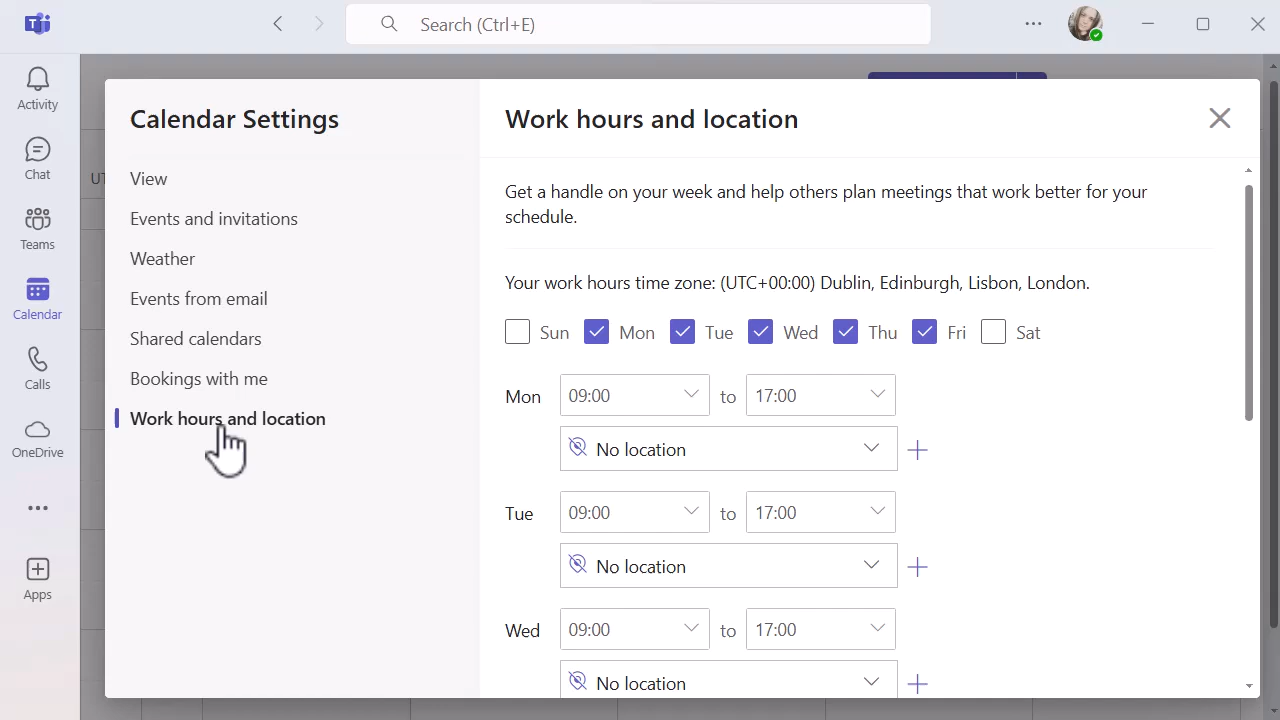 Search (Ctrl+E)
Activity
Chat
Teams
Calendar
Calls
OneDrive
Apps
UT
Calendar Settings
View
Events and invitations
Weather
Events from email
Shared calendars
Bookings with me
Work hours and location
Work hours and location
Get a handle on your week and help others plan meetings that work better for your
schedule.
Your work hours time zone: (UTC+00:00) Dublin, Edinburgh, Lisbon, London.
Sun Mon Tue Wed Thu Fri Sat
Mon 09:00 to 17:00
No location
Tue 09:00 to 17:00
No location
Wed 09:00 to 17:00
No location